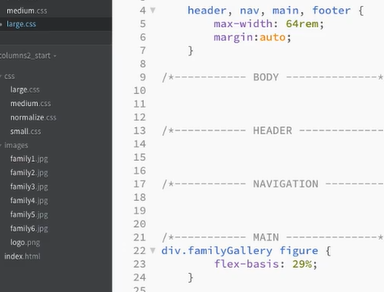 medium.css
large.css
columns2_start
css
large.css
medium.css
normalize.css
small.css
images
family1.jpg
family2.jpg
family3.jpg
family4.jpg
family5.jpg
family6.jpg
logo.png
index.html
4 header, nav, main, footer {
5 max-width: 64rem;
6 margin:auto;
7 }
8
9 /*----------- BODY -----------*
10
11
12
13 /*----------- HEADER -----------*
14
15
16
17 /*----------- NAVIGATION -----------*
18
19
20
21 /*----------- MAIN -----------*
22 div.familyGallery figure {
23 flex-basis: 29%;
24 }
25